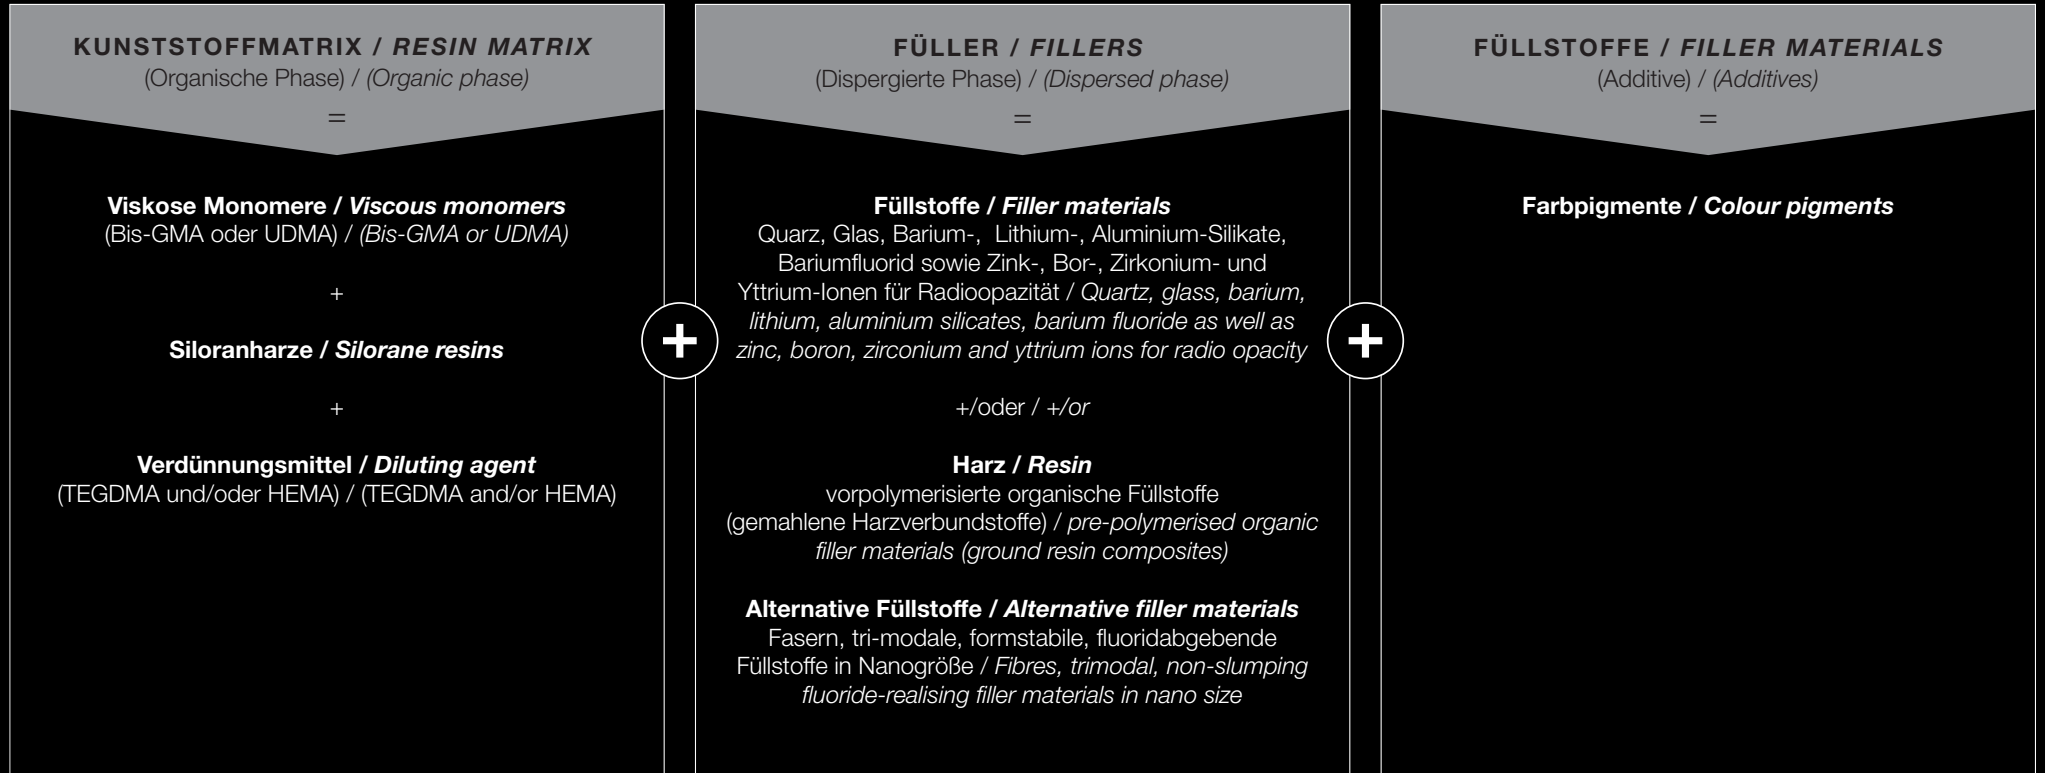 KUNSTSTOFFMATRIX / RESIN MATRIX
(Organische Phase) / (Organic phase)
=
Viskose Monomere / Viscous monomers
(Bis-GMA oder UDMA) / (Bis-GMA or UDMA)
+
Siloranharze / Silorane resins
+
Verdünnungsmittel / Diluting agent
(TEGDMA und/oder HEMA) / (TEGDMA and/or HEMA)
+
FÜLLER / FILLERS
(Dispergierte Phase) / (Dispersed phase)
=
Füllstoffe / Filler materials
Quarz, Glas, Barium-, Lithium-, Aluminium-Silikate,
Bariumfluorid sowie Zink-, Bor-, Zirkonium- und
Yttrium-Ionen für Radioopazität / Quartz, glass, barium,
lithium, aluminium silicates, barium fluoride as well as
zinc, boron, zirconium and yttrium ions for radio opacity
+/oder / +/or
Harz / Resin
vorpolymerisierte organische Füllstoffe
(gemahlene Harzverbundstoffe) / pre-polymerised organic
filler materials (ground resin composites)
Alternative Füllstoffe / Alternative filler materials
Fasern, tri-modale, formstabile, fluoridabgebende
Füllstoffe in Nanogröße / Fibres, trimodal, non-slumping
fluoride-realising filler materials in nano size
+
FÜLLSTOFFE / FILLER MATERIALS
(Additive) / (Additives)
=
Farbpigmente / Colour pigments